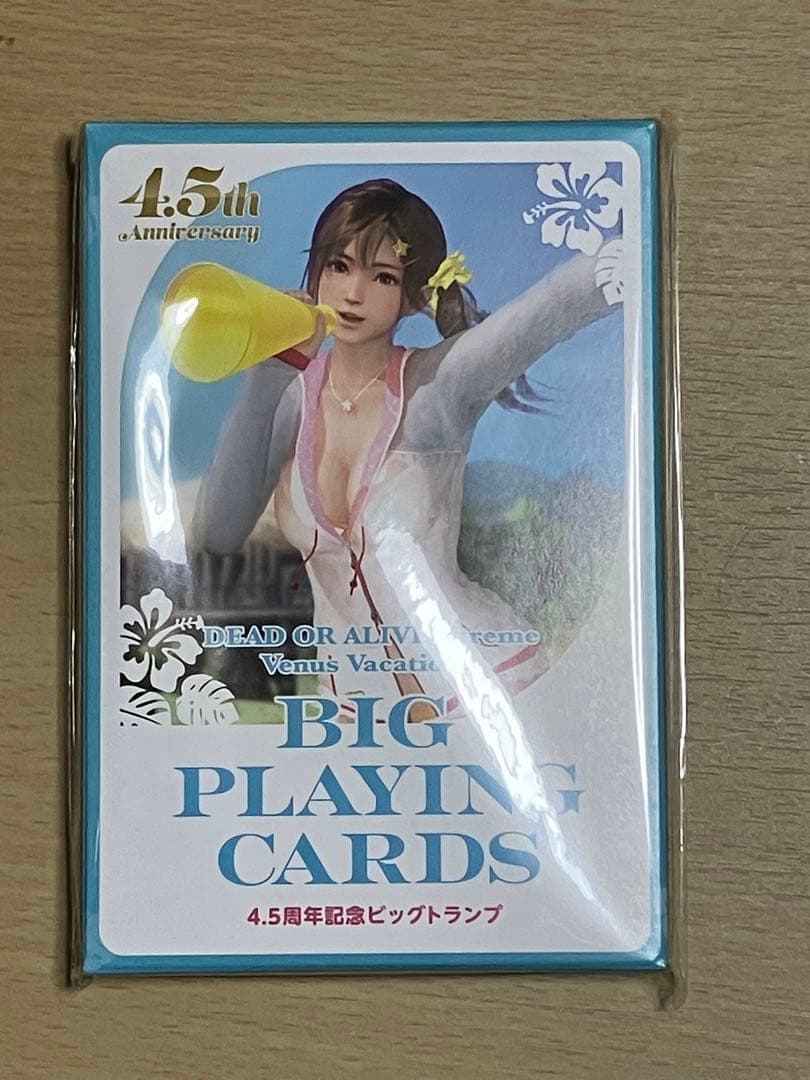 4.5th
Anniversary
DEAD OR ALIVE
Venus
BIG
PLAYING
CARDS
4.5周年記念ビッグトランプ